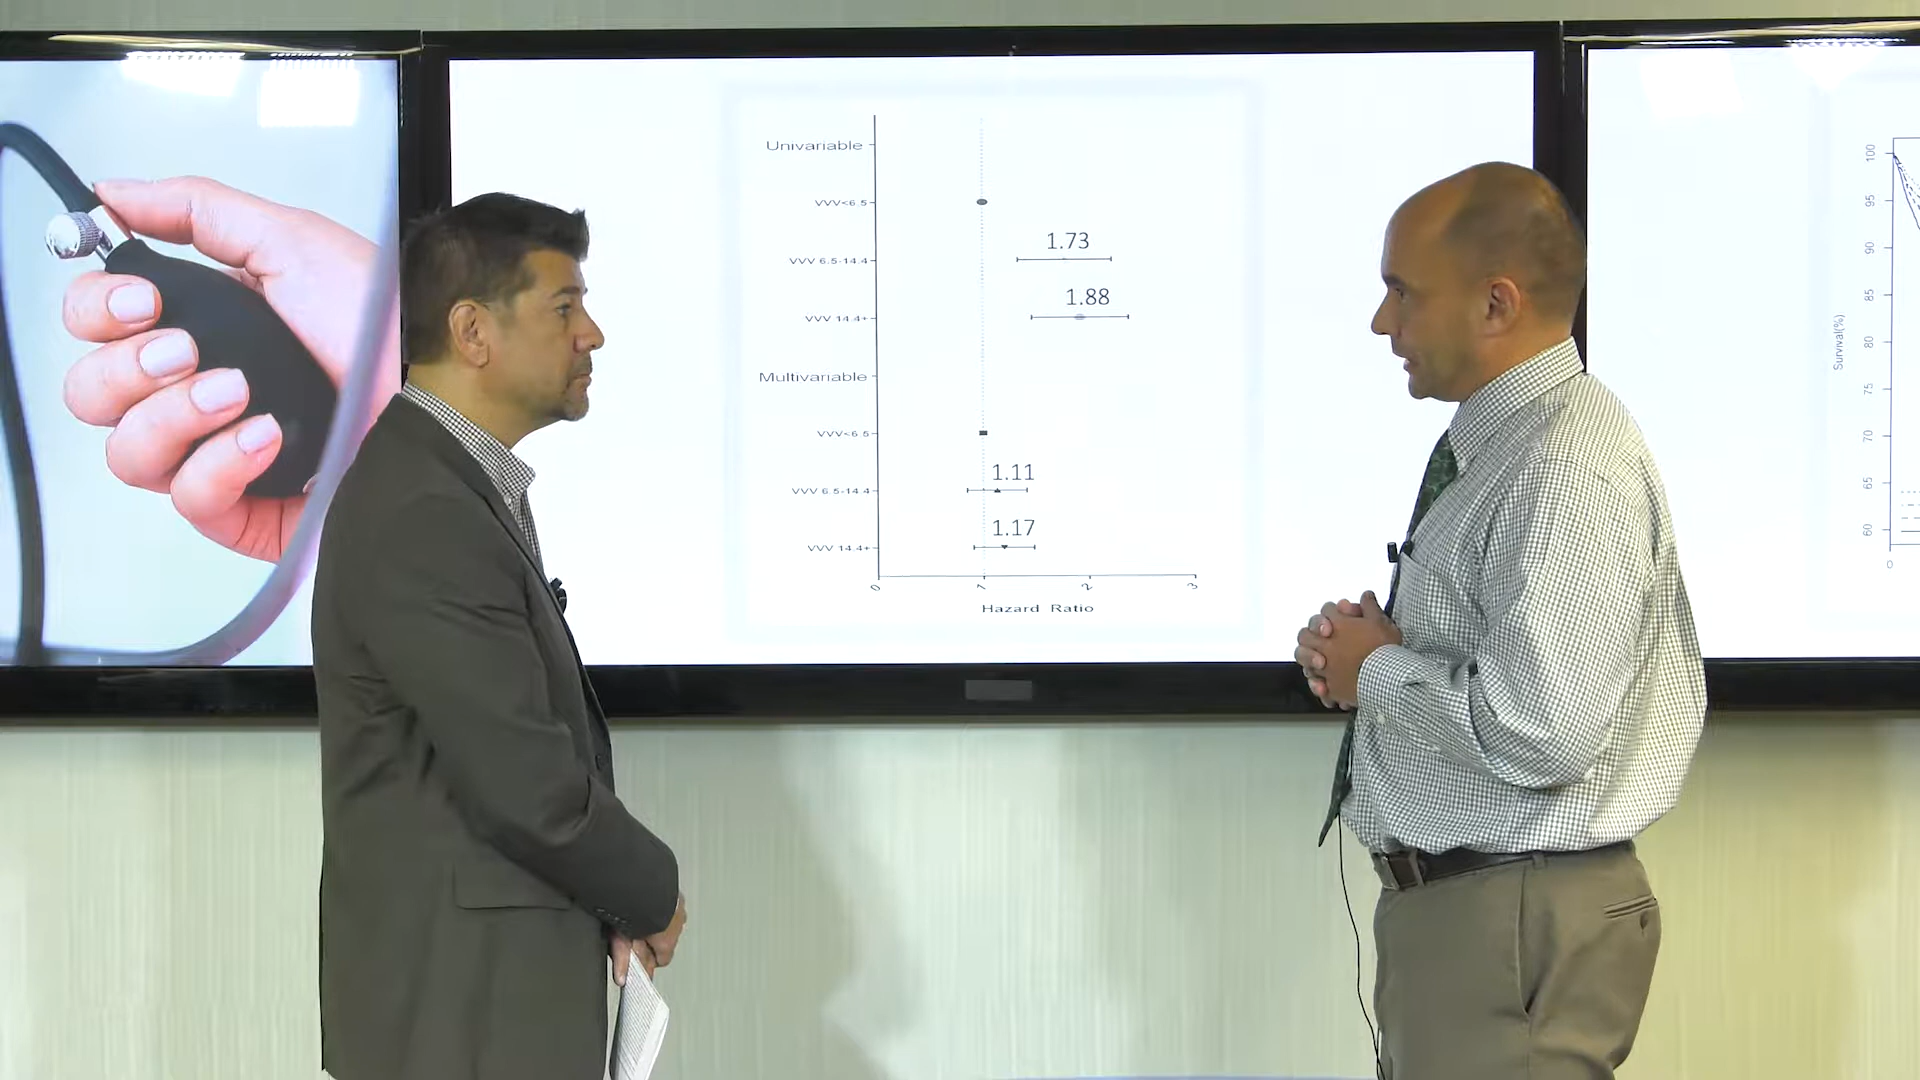 Univariable
VVV<6.5
1.73
VVV 6.5-14.4
1.88
VVV 14.4+
Multivariable
VVV<6.5
1.11
VVV 6.5-14.4
1.17
VVV 14.4+
0 1 2 3
Hazard Ratio
100
95
90
85
80
75
70
65
60
Survival(%)
0